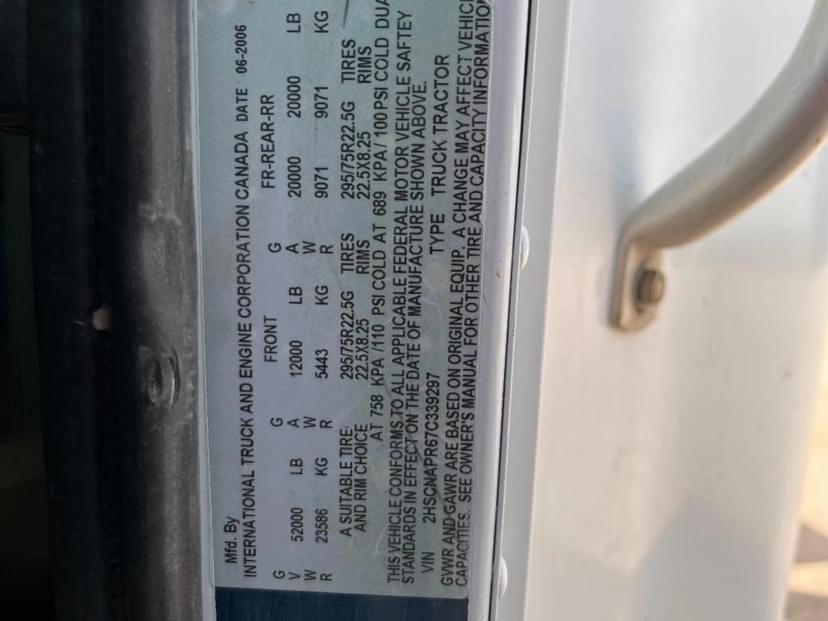 Mfd. By
INTERNATIONAL TRUCK AND ENGINE CORPORATION CANADA DATE 06-2006
G FRONT FR-REAR-RR
G G G
V 52000 LB A 12000 LB A 20000 20000 LB
W W W
R 23586 KG R 5443 KG R 9071 9071 KG
A SUITABLE TIRE 295/75R22.5G TIRES 295/75R22.5G TIRES
AND RIM CHOICE 22.5X8.25 RIMS 22.5X8.25 RIMS
AT 758 KPA /110 PSI COLD AT 689 KPA/ 100 PSI COLD DUA
THIS VEHICLE CONFORMS TO ALL APPLICABLE FEDERAL MOTOR VEHICLE SAFTEY
STANDARDS IN EFFECT ON THE DATE OF MANUFACTURE SHOWN ABOVE.
VIN 2HSCNAPR67C339297 TYPE TRUCK TRACTOR
GVWR AND GAWR ARE BASED ON ORIGINAL EQUIP. A CHANGE MAY AFFECT VEHIC
CAPACITIES. SEE OWNER'S MANUAL FOR OTHER TIRE AND CAPACITY INFORMATION